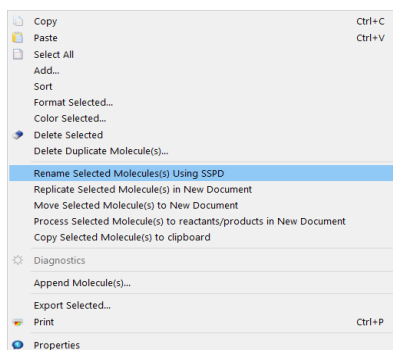 Copy Ctrl+C
Paste Ctrl+V
Select All
Add...
Sort
Format Selected...
Color Selected...
Delete Selected
Delete Duplicate Molecule(s)...
Rename Selected Molecules(s) Using SSPD
Replicate Selected Molecule(s) in New Document
Move Selected Molecule(s) to New Document
Process Selected Molecule(s) to reactants/products in New Document
Copy Selected Molecule(s) to clipboard
Diagnostics
Append Molecule(s)...
Export Selected...
Print Ctrl+P
Properties